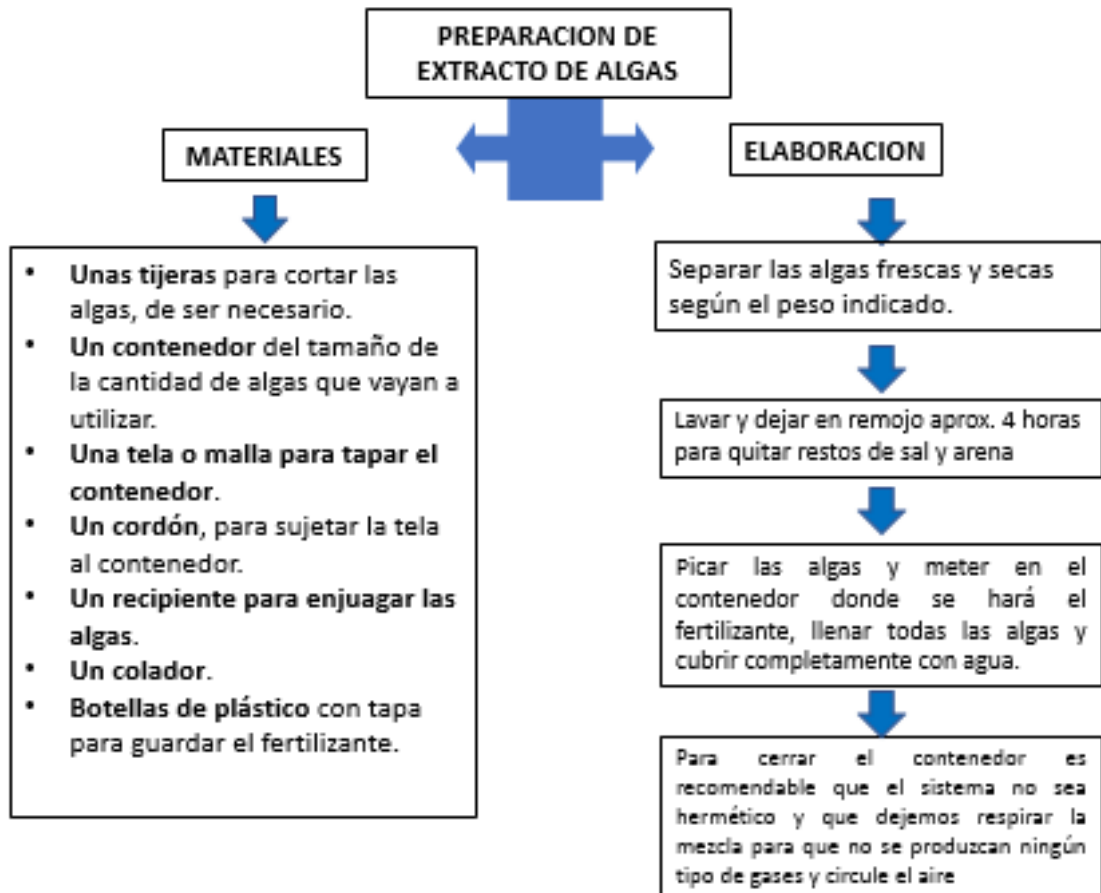 PREPARACION DE
EXTRACTO DE ALGAS
MATERIALES
• Unas tijeras para cortar las
algas, de ser necesario.
• Un contenedor del tamaño de
la cantidad de algas que vayan a
utilizar.
• Una tela o malla para tapar el
contenedor.
• Un cordón, para sujetar la tela
al contenedor.
• Un recipiente para enjuagar las
algas.
• Un colador.
• Botellas de plástico con tapa
para guardar el fertilizante.
ELABORACION
Separar las algas frescas y secas
según el peso indicado.
Lavar y dejar en remojo aprox. 4 horas
para quitar restos de sal y arena
Picar las algas y meter en el
contenedor donde se hará el
fertilizante, llenar todas las algas y
cubrir completamente con agua.
Para cerrar el contenedor es
recomendable que el sistema no sea
hermético y que dejemos respirar la
mezcla para que no se produzcan ningún
tipo de gases y circule el aire